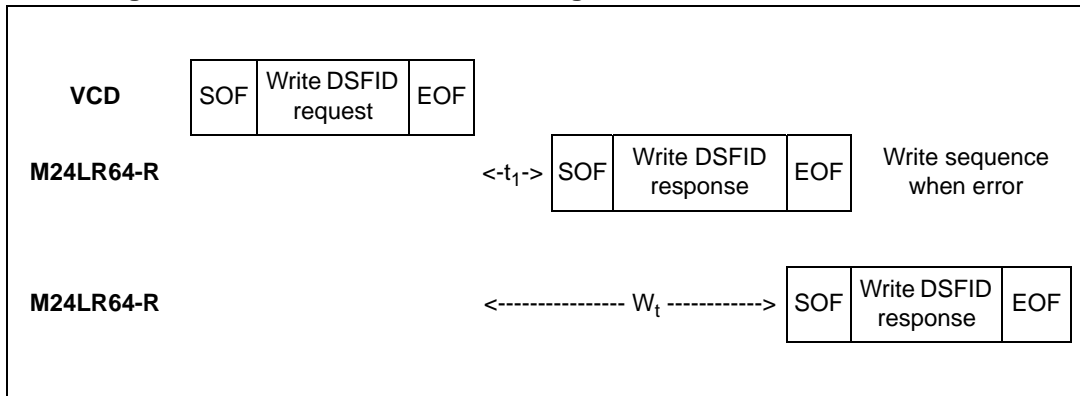 VCD SOF Write DSFID request EOF
M24LR64-R <-t1-> SOF Write DSFID response EOF Write sequence when error
M24LR64-R <----------------- Wt ------------> SOF Write DSFID response EOF